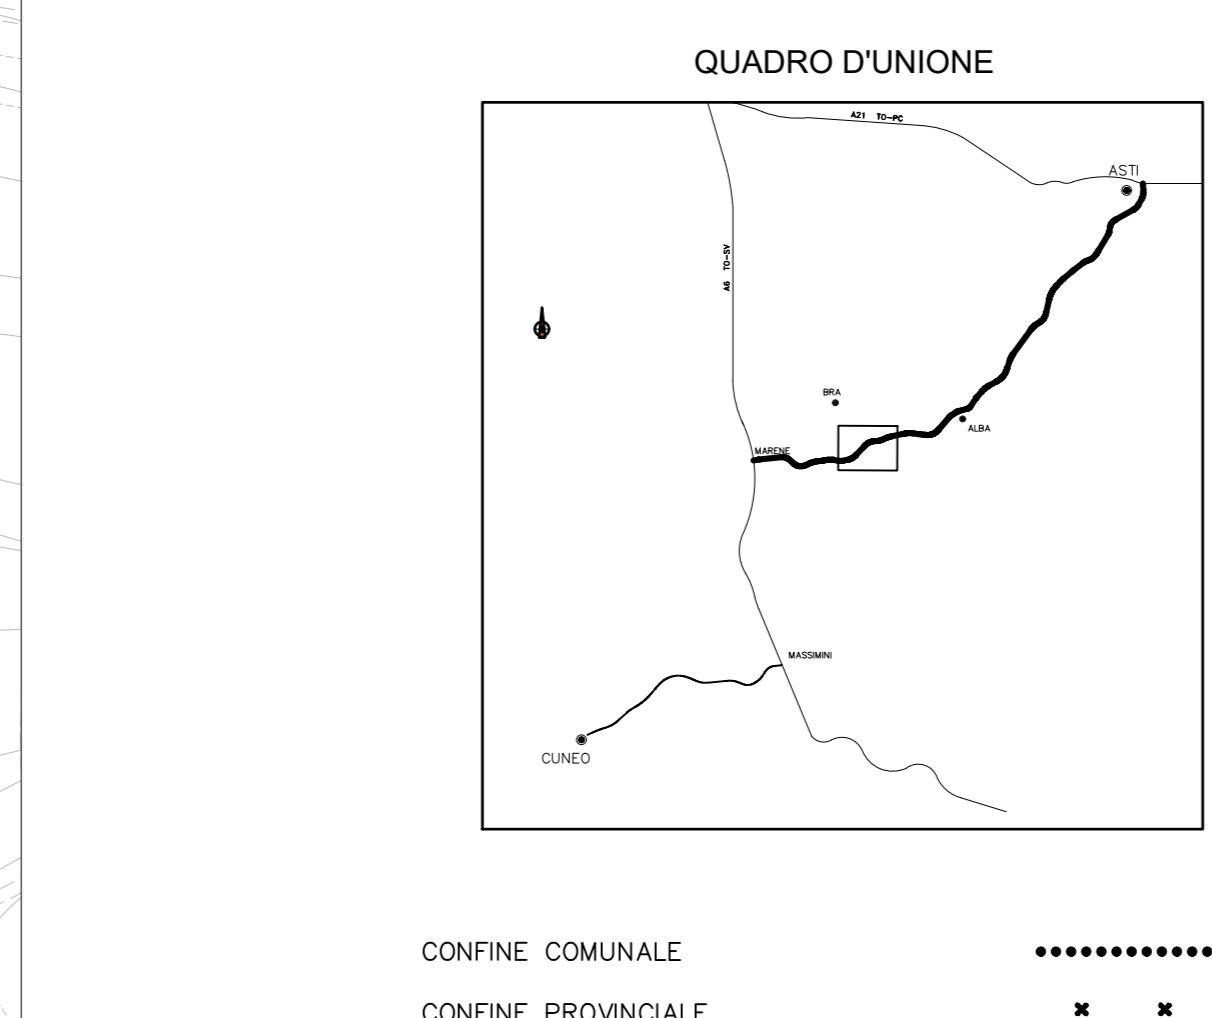 QUADRO D'UNIONE
A21 TO-PC
ASTI
A6 TO-SV
BRA
ALBA
MARENE
MASSIMINI
CUNEO
CONFINE COMUNALE
CONFINE PROVINCIALE